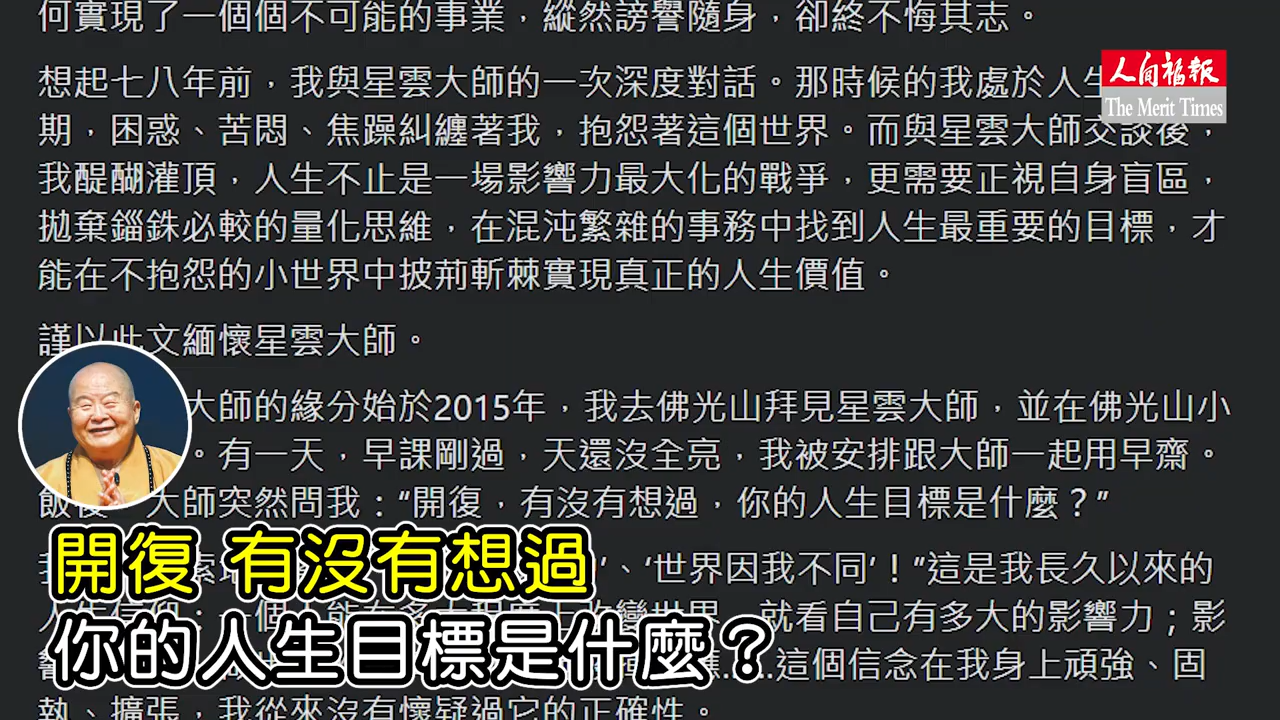 何實現了一個個不可能的事業，縱然謗譽隨身，卻終不悔其志。
人间福報
The Merit Times
想起七八年前，我與星雲大師的一次深度對話。那時候的我處於人生
期，困惑、苦悶、焦躁糾纏著我，抱怨著這個世界。而與星雲大師交談後，
我醍醐灌頂，人生不止是一場影響力最大化的戰爭，更需要正視自身盲區，
拋棄錙銖必較的量化思維，在混沌繁雜的事務中找到人生最重要的目標，才
能在不抱怨的小世界中披荊斬棘實現真正的人生價值。
謹以此文緬懷星雲大師。
大師的緣分始於2015年，我去佛光山拜見星雲大師，並在佛光山小
。有一天，早課剛過，天還沒全亮，我被安排跟大師一起用早齋。
飯後，大師突然問我：“開復，有沒有想過，你的人生目標是什麼？”
’、‘世界因我不同’！”這是我長久以來的
就看自己有多大的影響力；影
……這個信念在我身上頑強、固
執、擴張，我從來沒有懷疑過它的正確性。
開復 有沒有想過
你的人生目標是什麼？